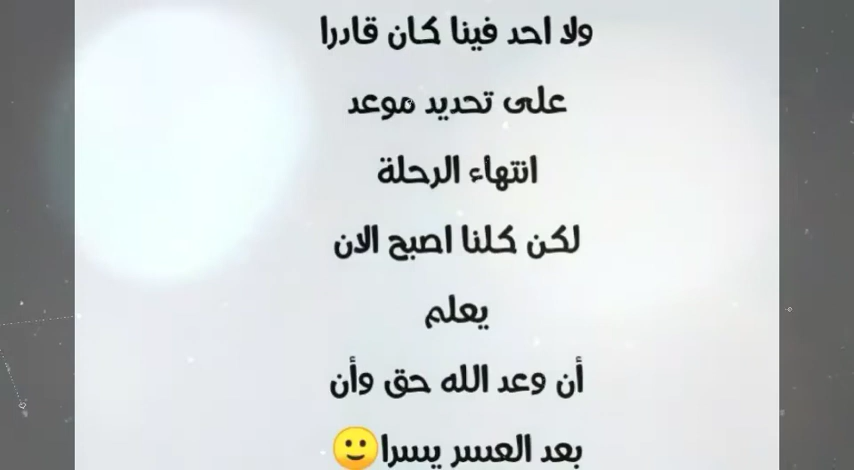 ولا احد فينا كان قادرا
على تحديد موعد
انتهاء الرحلة
لكن كلنا اصبح الان
يعلم
أن وعد الله حق وأن
بعد العسر يسرا🙂